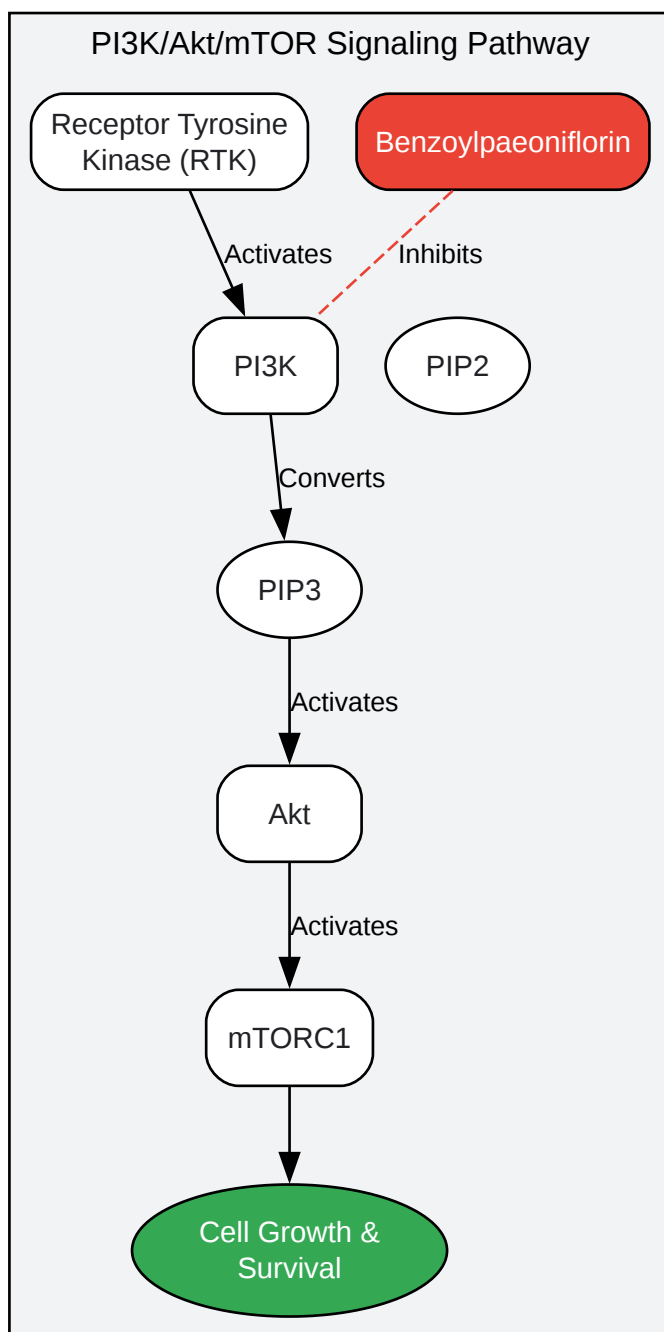 PI3K/Akt/mTOR Signaling Pathway
Receptor Tyrosine
Kinase (RTK)
Benzoylpaeoniflorin
Activates
Inhibits
PI3K
PIP2
Converts
PIP3
Activates
Akt
Activates
mTORC1
Cell Growth &
Survival